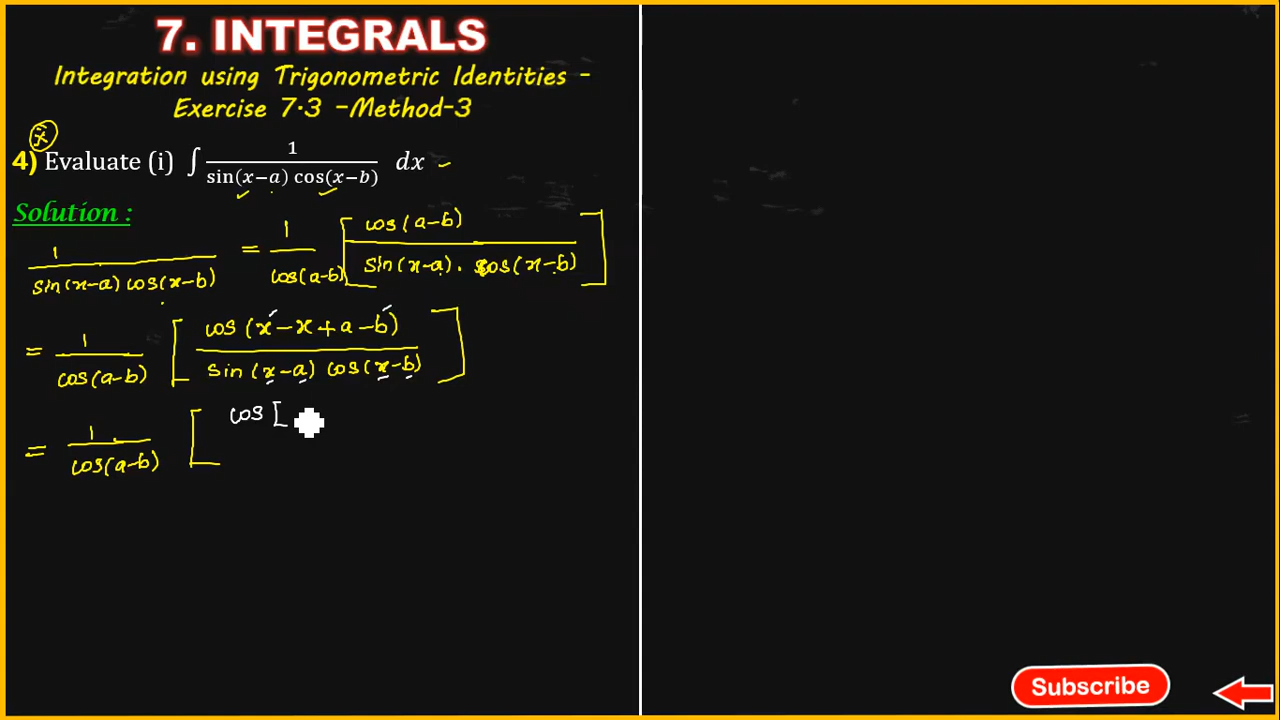 7. INTEGRALS
Integration using Trigonometric Identities -
Exercise 7.3 -Method-3
4) Evaluate (i) ∫ 1/(sin(x−a) cos(x−b)) dx
Solution :
1/(sin(x-a) cos(x-b)) = 1/cos(a-b) [ cos(a-b)/(sin(x-a) . cos(x-b)) ]
= 1/cos(a-b) [ cos(x-x+a-b)/(sin(x-a) cos(x-b)) ]
= 1/cos(a-b) [ cos [
Subscribe